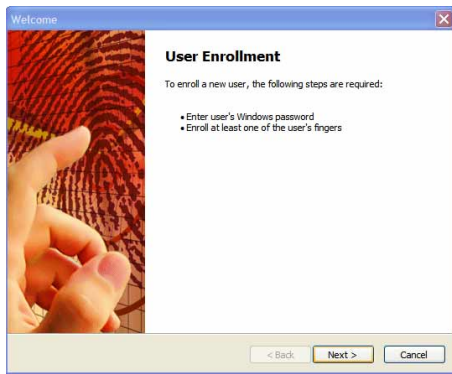 Welcome
User Enrollment
To enroll a new user, the following steps are required:
• Enter user's Windows password
• Enroll at least one of the user's fingers
< Back Next > Cancel